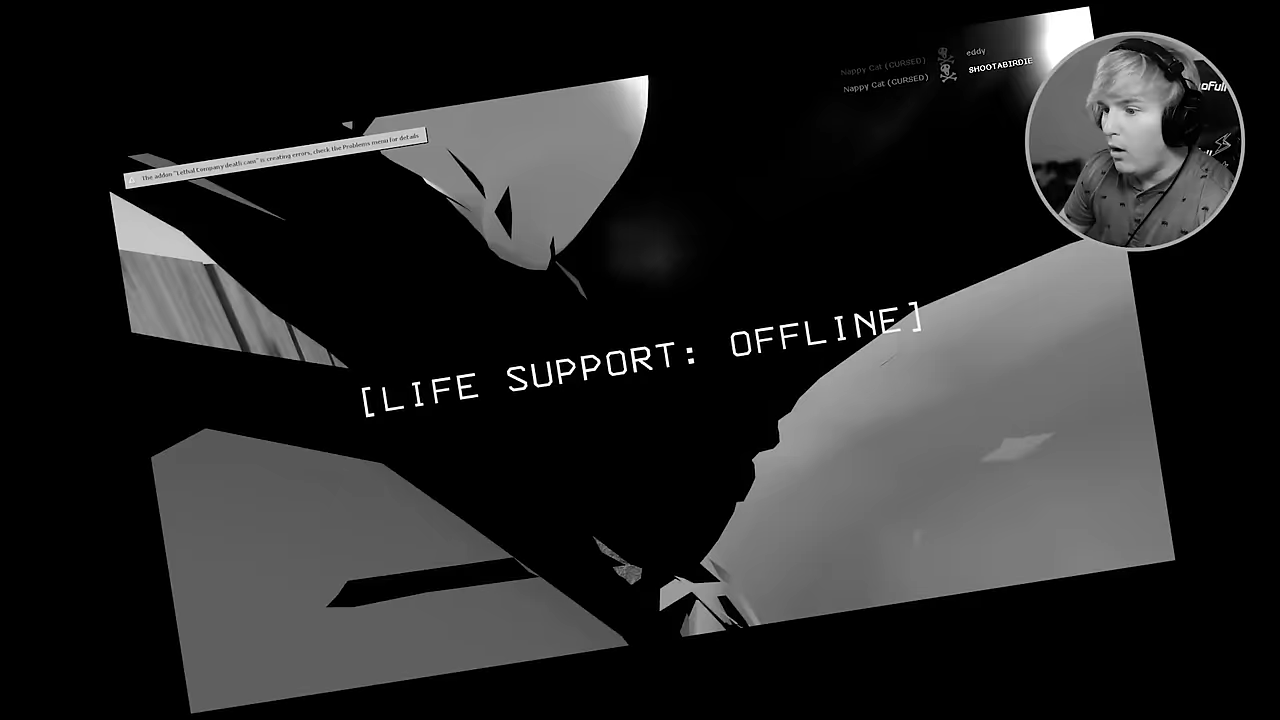 eddy
Nappy Cat (CURSED)
SHOOTABIRDIE
Nappy Cat (CURSED)
The addon "Lethal Company death cam" is creating errors, check the Problems menu for details
oFull
[LIFE SUPPORT: OFFLINE]